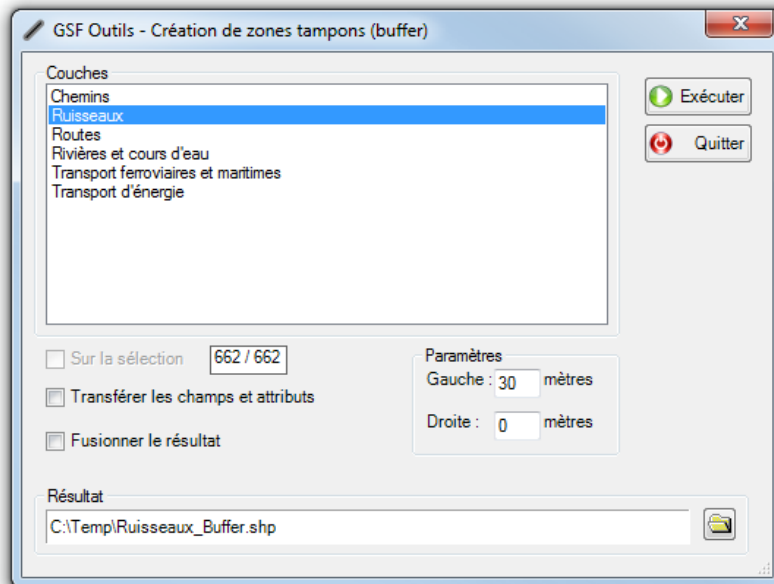 GSF Outils - Création de zones tampons (buffer)
Couches
Chemins
Ruisseaux
Routes
Rivières et cours d'eau
Transport ferroviaires et maritimes
Transport d'énergie
Exécuter
Quitter
Sur la sélection 662 / 662
Transférer les champs et attributs
Fusionner le résultat
Paramètres
Gauche : 30 mètres
Droite : 0 mètres
Résultat
C:\Temp\Ruisseaux_Buffer.shp